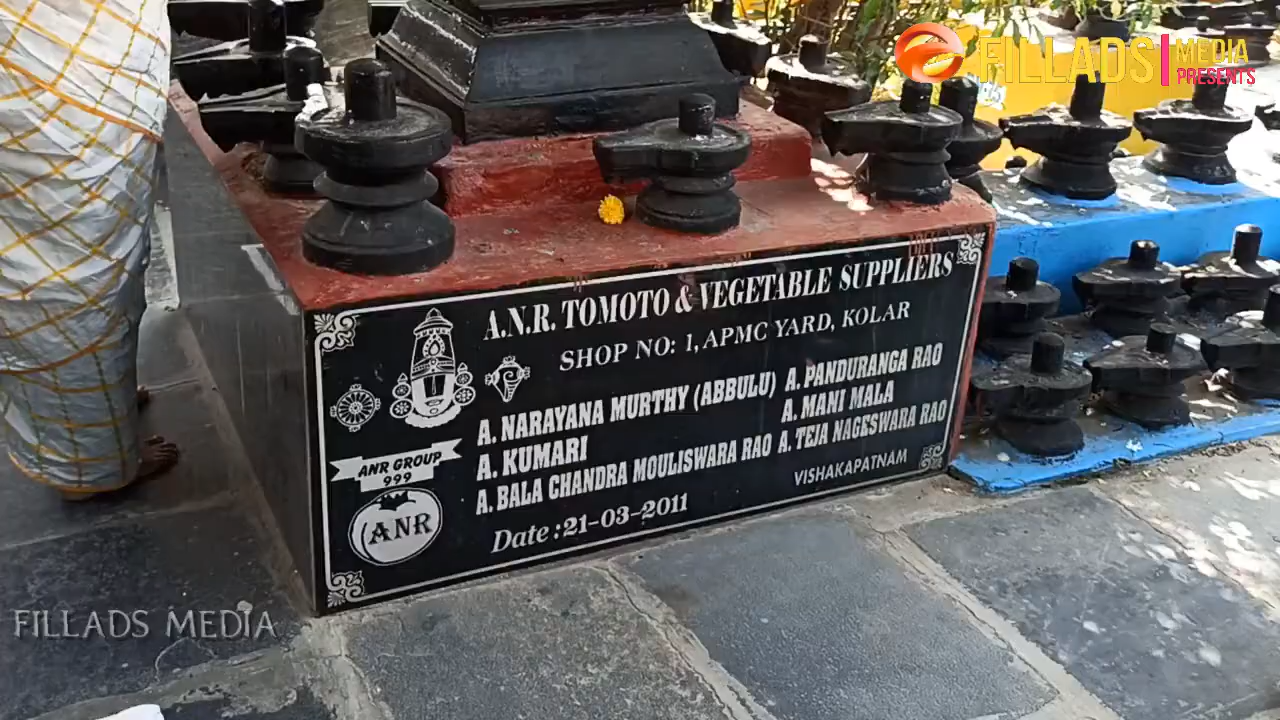 FILLADS MEDIA
PRESENTS
A.N.R. TOMOTO & VEGETABLE SUPPLIERS
SHOP NO: 1, APMC YARD, KOLAR
A. NARAYANA MURTHY (ABBULU) A. PANDURANGA RAO
A. KUMARI A. MANI MALA
A. BALA CHANDRA MOULISWARA RAO A. TEJA NAGESWARA RAO
VISHAKAPATNAM
Date : 21-03-2011
ANR GROUP
999
ANR
FILLADS MEDIA